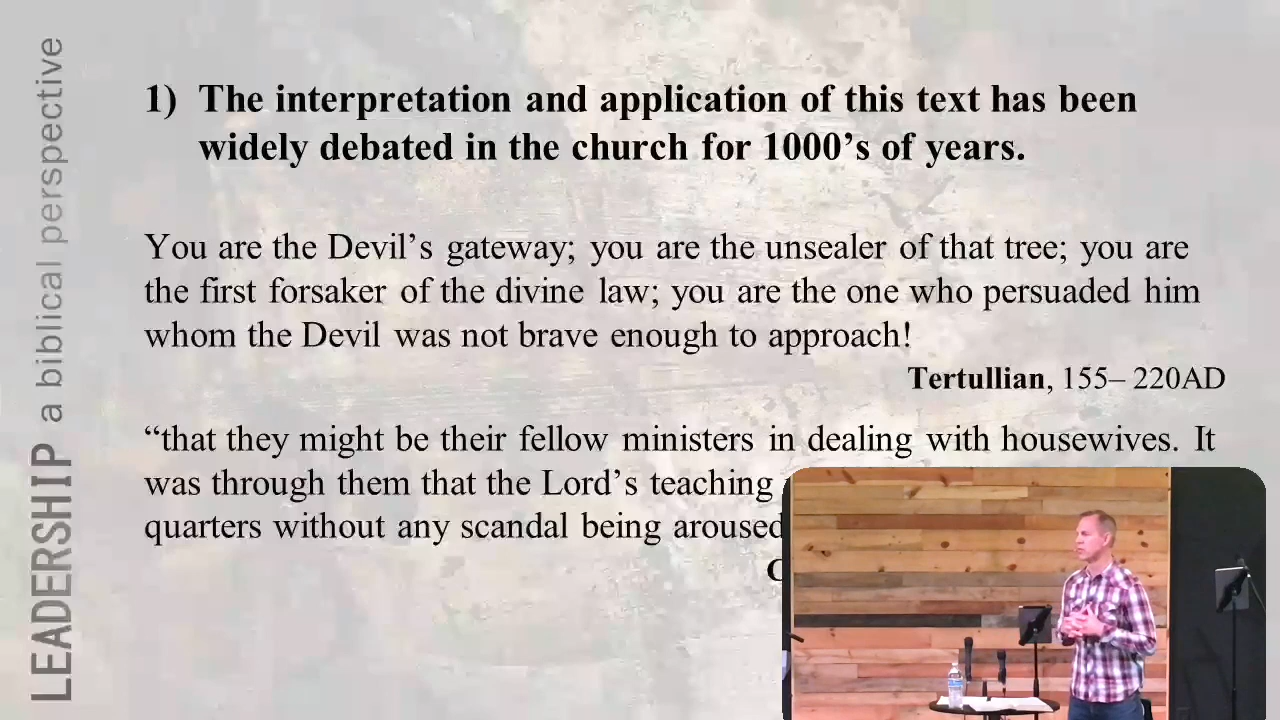 LEADERSHIP a biblical perspective
1) The interpretation and application of this text has been
widely debated in the church for 1000’s of years.
You are the Devil’s gateway; you are the unsealer of that tree; you are
the first forsaker of the divine law; you are the one who persuaded him
whom the Devil was not brave enough to approach!
Tertullian, 155– 220AD
“that they might be their fellow ministers in dealing with housewives. It
was through them that the Lord’s teaching
quarters without any scandal being aroused